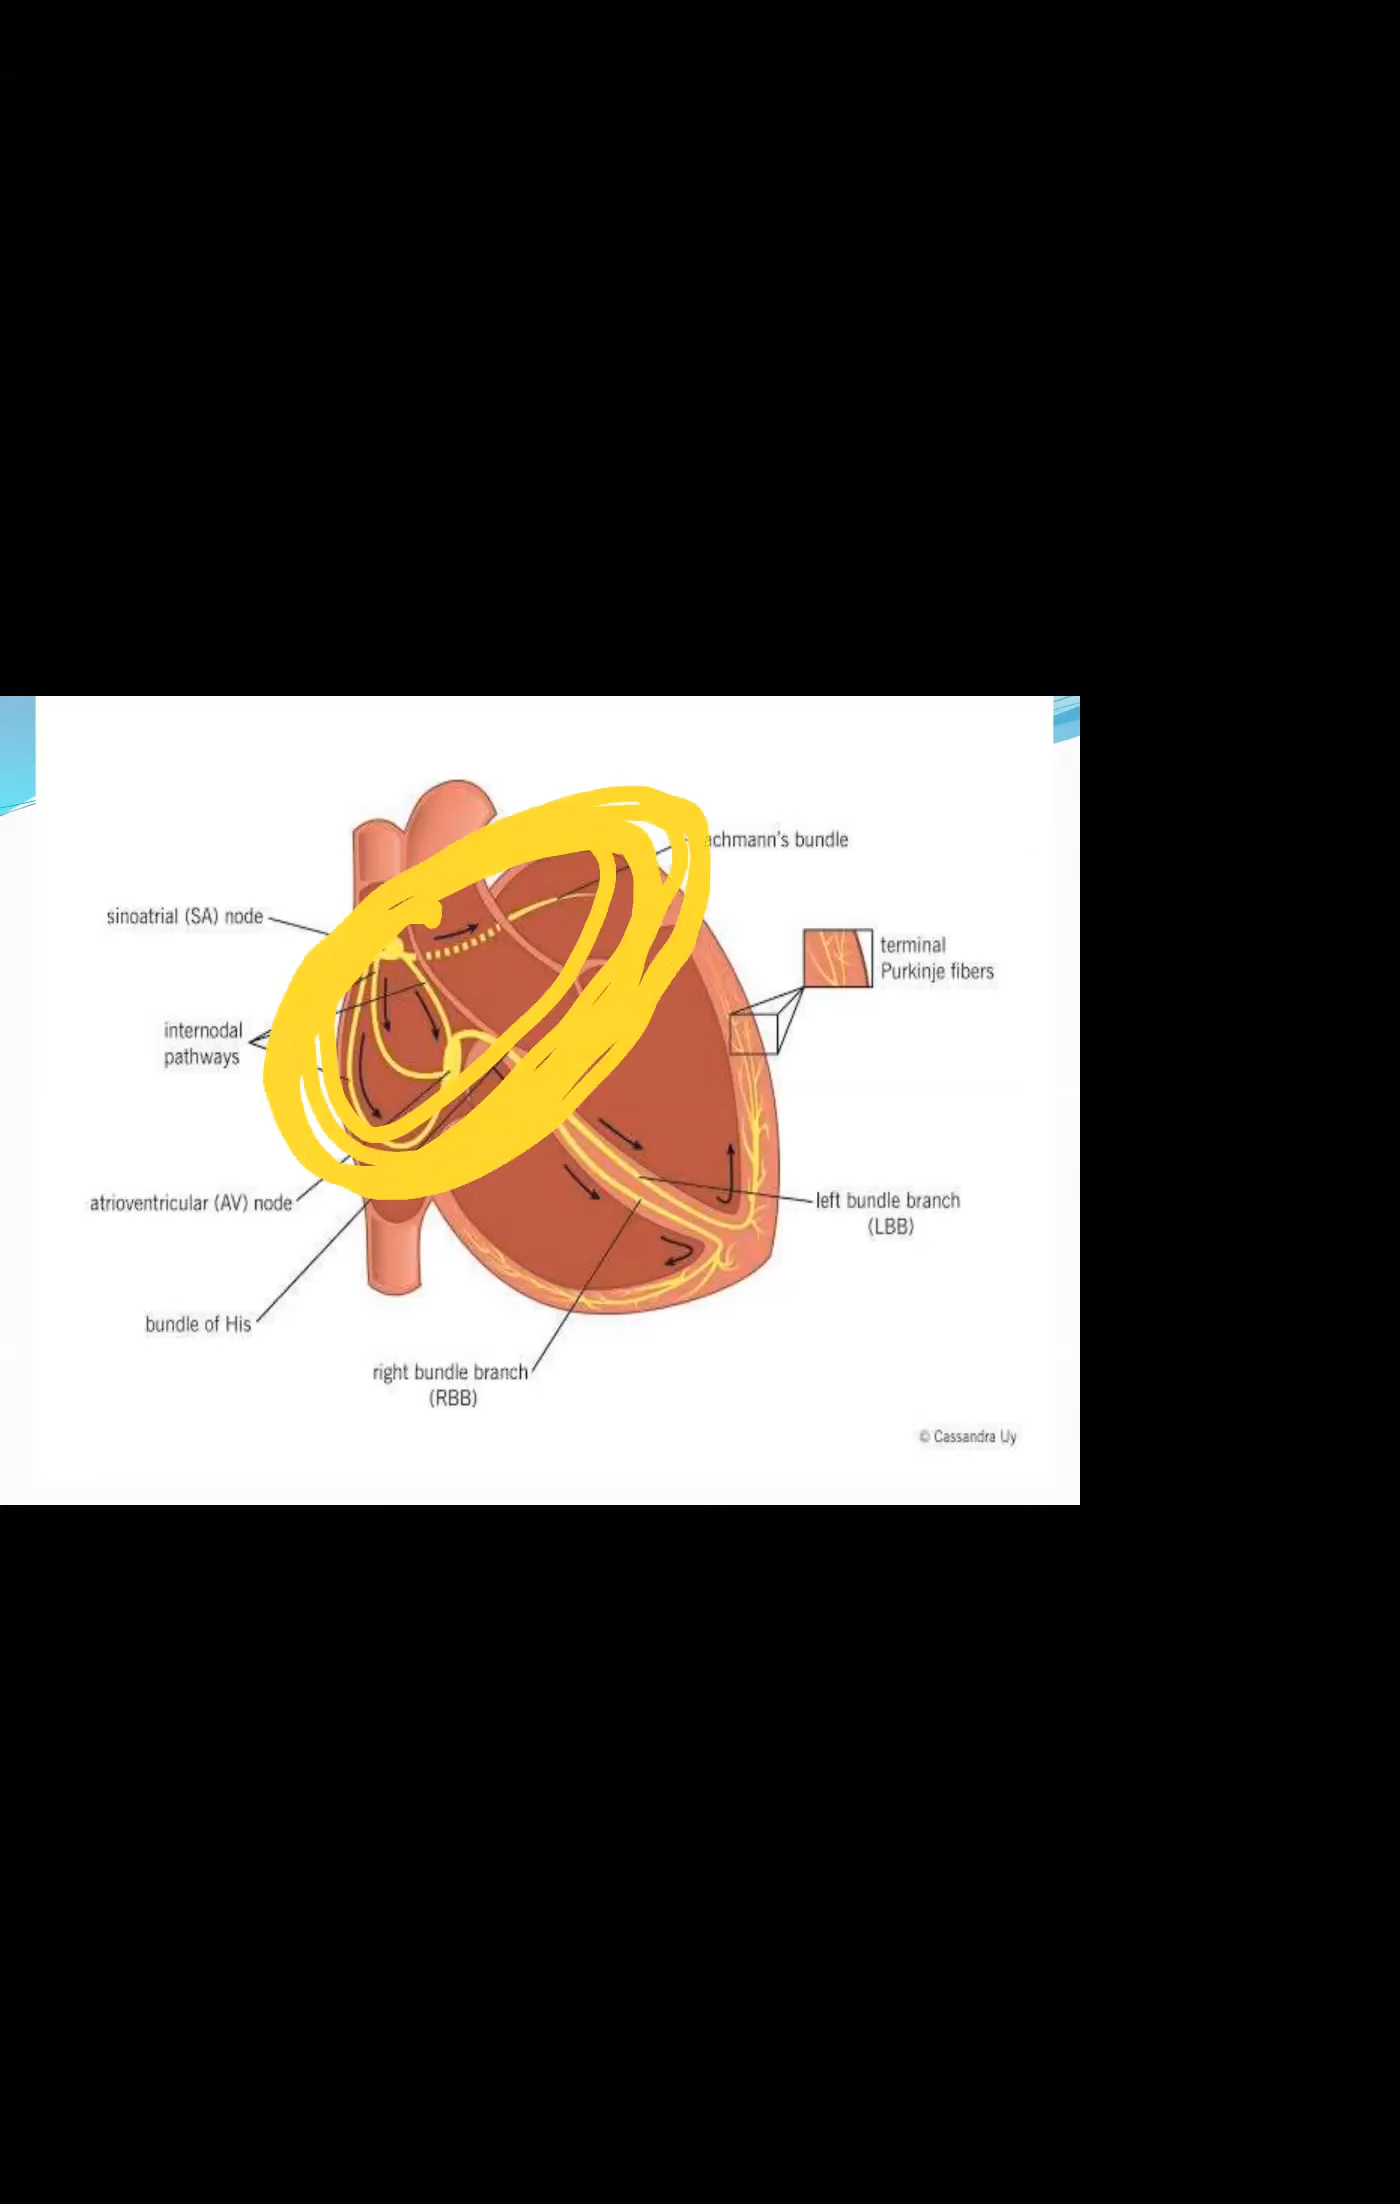 achmann's bundle
sinoatrial (SA) node
terminal
Purkinje fibers
internodal
pathways
atrioventricular (AV) node
left bundle branch
(LBB)
bundle of His
right bundle branch
(RBB)
© Cassandra Uy